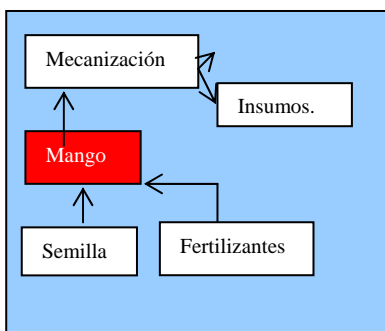 Mecanización
Insumos.
Mango
Semilla
Fertilizantes